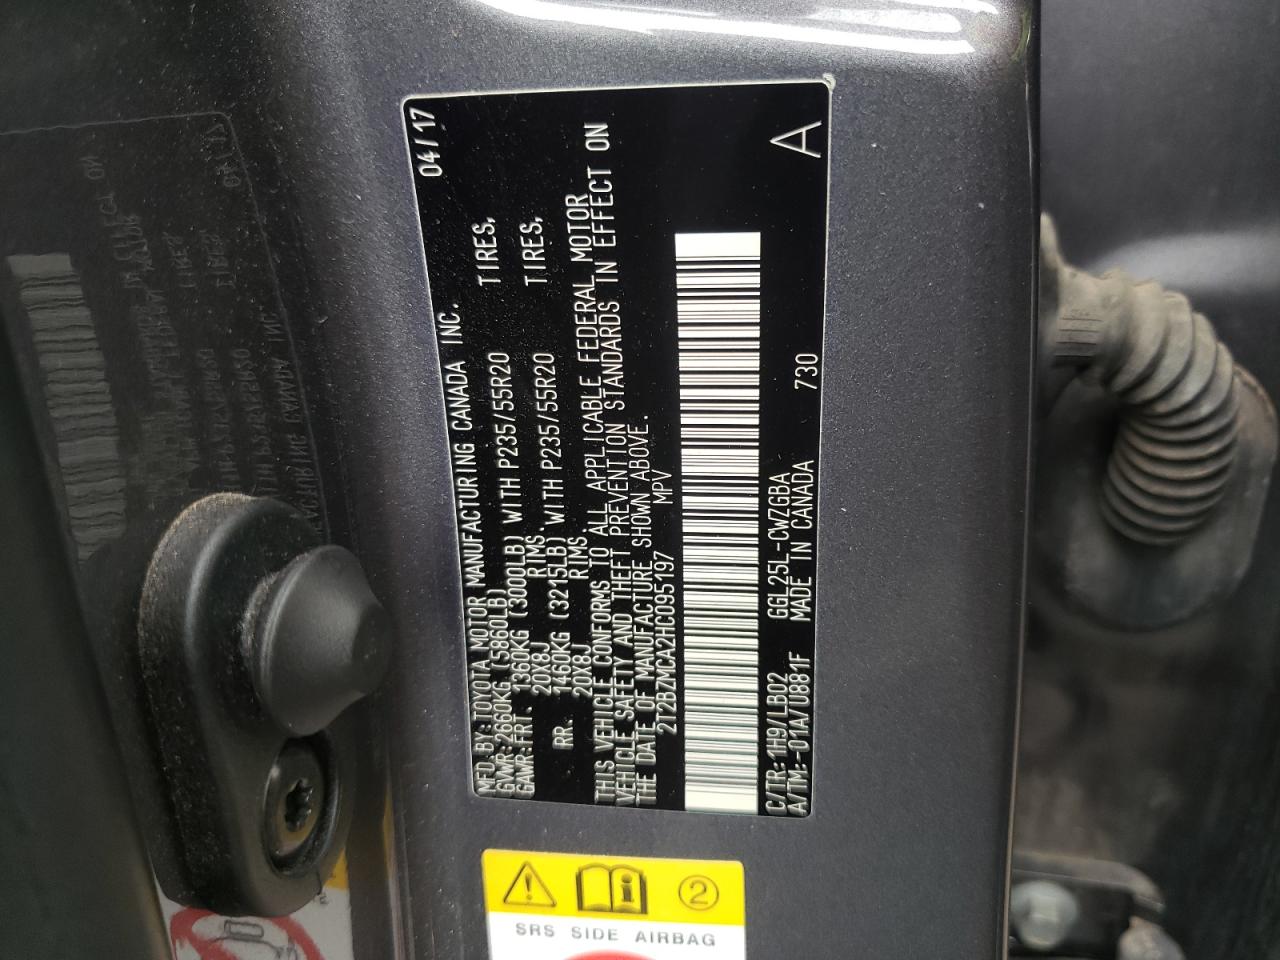 04/17
MFD. BY:TOYOTA MOTOR MANUFACTURING CANADA INC.
GVWR:2660KG (5860LB)
GAWR:FRT. 1360KG (3000LB) WITH P235/55R20 TIRES,
20X8J RIMS.
RR. 1460KG (3215LB) WITH P235/55R20 TIRES,
20X8J RIMS.
THIS VEHICLE CONFORMS TO ALL APPLICABLE FEDERAL MOTOR
VEHICLE SAFETY AND THEFT PREVENTION STANDARDS IN EFFECT ON
THE DATE OF MANUFACTURE SHOWN ABOVE.
2T2BZMCA2HC095197 MPV
C/TR:1H9/LB02 GGL25L-CWZGBA 730 A
A/TM:-01A/U881F MADE IN CANADA
2
SRS SIDE AIRBAG